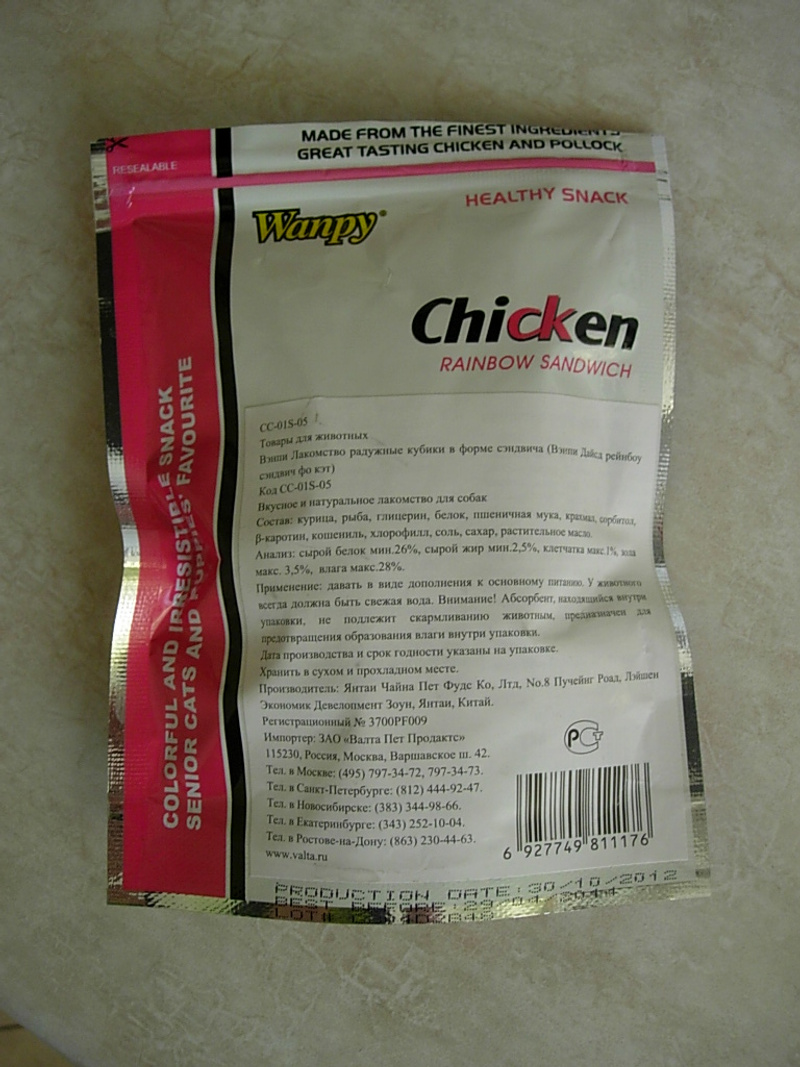 MADE FROM THE FINEST INGREDIENTS
GREAT TASTING CHICKEN AND POLLOCK
RESEALABLE
HEALTHY SNACK
Wanpy®
Chicken
RAINBOW SANDWICH
COLORFUL AND IRRESISTIBLE SNACK
SENIOR CATS AND PUPPIES' FAVOURITE
CC-01S-05
Товары для животных
Вэнпи Лакомство радужные кубики в форме сэндвича (Вэнпи Дайсд рейнбоу
сэндвич фо кэт)
Код CC-01S-05
Вкусное и натуральное лакомство для собак
Состав: курица, рыба, глицерин, белок, пшеничная мука, крахмал, сорбитол,
β-каротин, кошениль, хлорофилл, соль, сахар, растительное масло.
Анализ: сырой белок мин.26%, сырой жир мин.2,5%, клетчатка макс.1%, зола
макс. 3,5%, влага макс.28%.
Применение: давать в виде дополнения к основному питанию. У животного
всегда должна быть свежая вода. Внимание! Абсорбент, находящийся внутри
упаковки, не подлежит скармливанию животным, предназначен для
предотвращения образования влаги внутри упаковки.
Дата производства и срок годности указаны на упаковке.
Хранить в сухом и прохладном месте.
Производитель: Янтаи Чайна Пет Фудс Ко, Лтд, No.8 Пучейнг Роад, Лэйшен
Экономик Девелопмент Зоун, Янтаи, Китай.
Регистрационный № 3700PF009
Импортер: ЗАО «Валта Пет Продактс»
115230, Россия, Москва, Варшавское ш. 42.
Тел. в Москве: (495) 797-34-72, 797-34-73.
Тел. в Санкт-Петербурге: (812) 444-92-47.
Тел. в Новосибирске: (383) 344-98-66.
Тел. в Екатеринбурге: (343) 252-10-04.
Тел. в Ростове-на-Дону: (863) 230-44-63.
www.valta.ru
РСТ
6 927749 811176
PRODUCTION DATE:30/10/2012
BEST BEFORE:29/04/2014